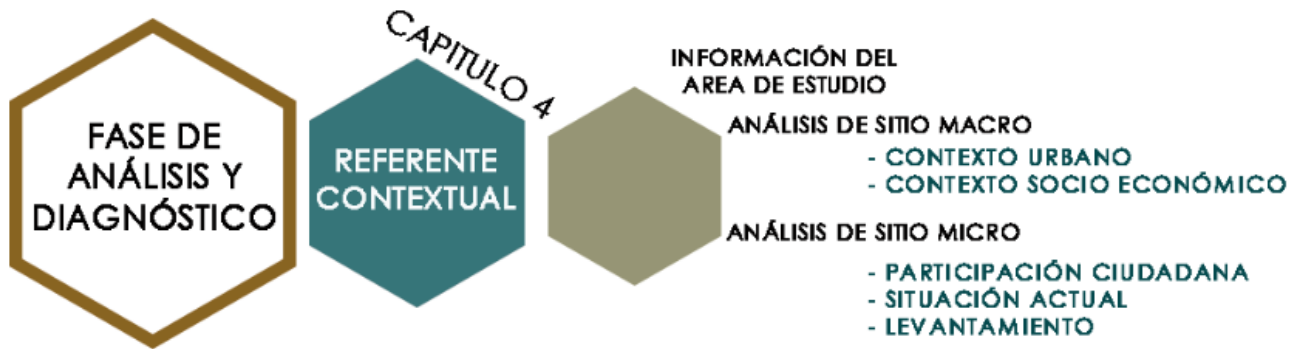 FASE DE
ANÁLISIS Y
DIAGNÓSTICO
CAPITULO 4
REFERENTE
CONTEXTUAL
INFORMACIÓN DEL
AREA DE ESTUDIO
ANÁLISIS DE SITIO MACRO
- CONTEXTO URBANO
- CONTEXTO SOCIO ECONÓMICO
ANÁLISIS DE SITIO MICRO
- PARTICIPACIÓN CIUDADANA
- SITUACIÓN ACTUAL
- LEVANTAMIENTO